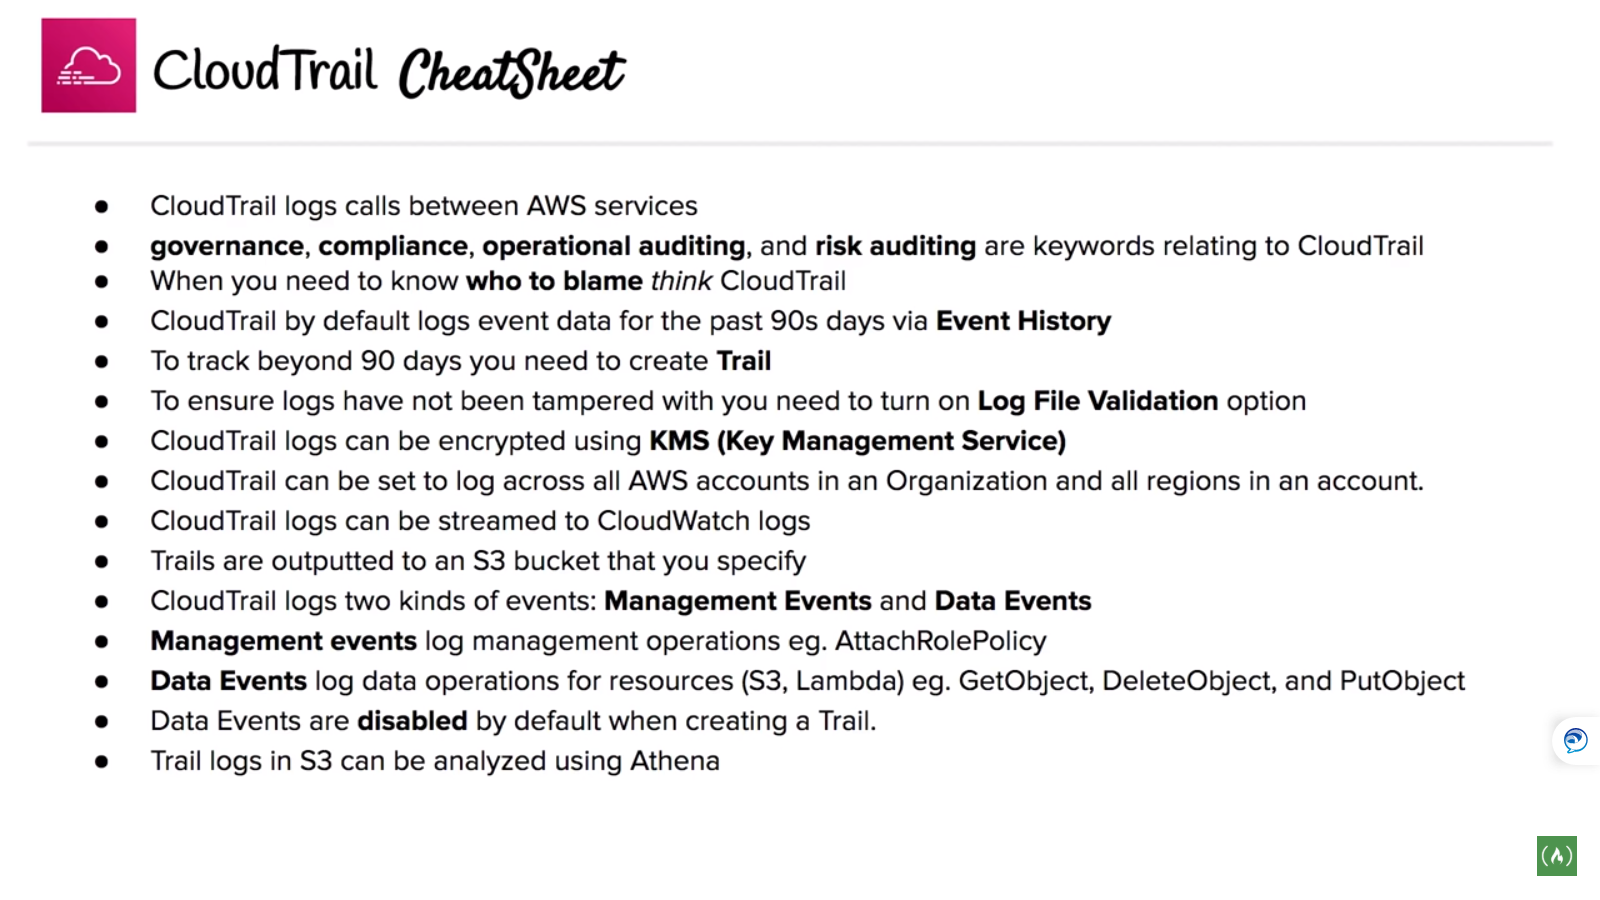 CloudTrail CheatSheet
● CloudTrail logs calls between AWS services
● governance, compliance, operational auditing, and risk auditing are keywords relating to CloudTrail
● When you need to know who to blame think CloudTrail
● CloudTrail by default logs event data for the past 90s days via Event History
● To track beyond 90 days you need to create Trail
● To ensure logs have not been tampered with you need to turn on Log File Validation option
● CloudTrail logs can be encrypted using KMS (Key Management Service)
● CloudTrail can be set to log across all AWS accounts in an Organization and all regions in an account.
● CloudTrail logs can be streamed to CloudWatch logs
● Trails are outputted to an S3 bucket that you specify
● CloudTrail logs two kinds of events: Management Events and Data Events
● Management events log management operations eg. AttachRolePolicy
● Data Events log data operations for resources (S3, Lambda) eg. GetObject, DeleteObject, and PutObject
● Data Events are disabled by default when creating a Trail.
● Trail logs in S3 can be analyzed using Athena